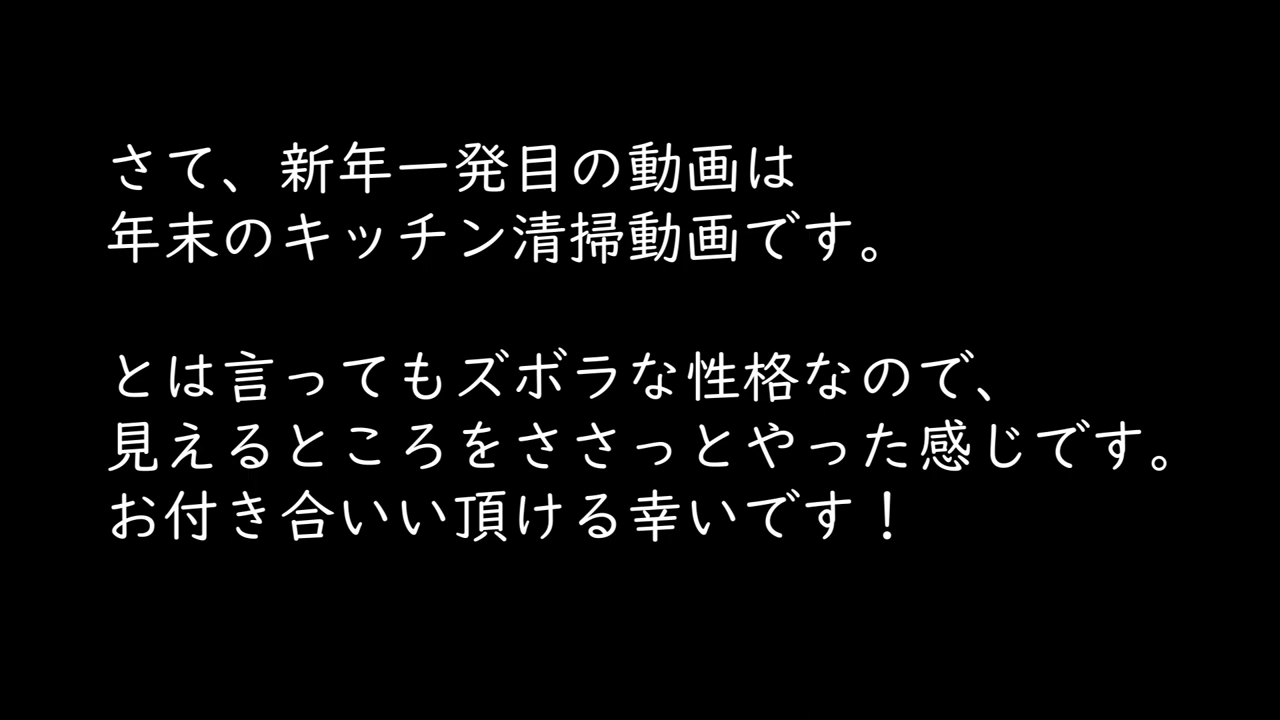 さて、新年一発目の動画は
年末のキッチン清掃動画です。
とは言ってもズボラな性格なので、
見えるところをささっとやった感じです。
お付き合いい頂ける幸いです！